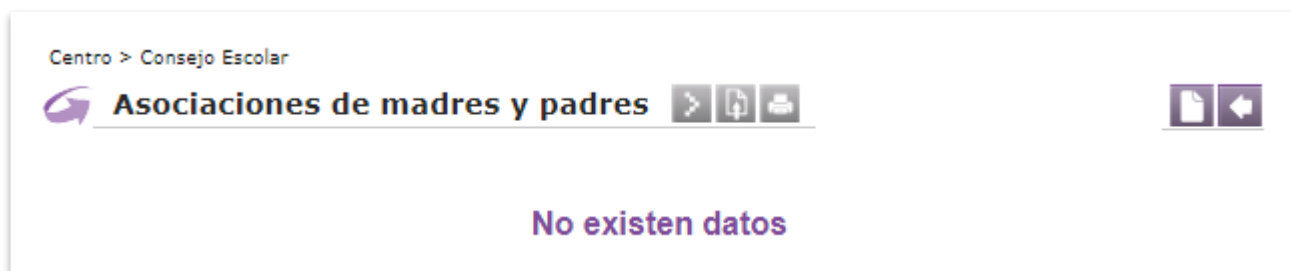 Centro > Consejo Escolar
Asociaciones de madres y padres
No existen datos